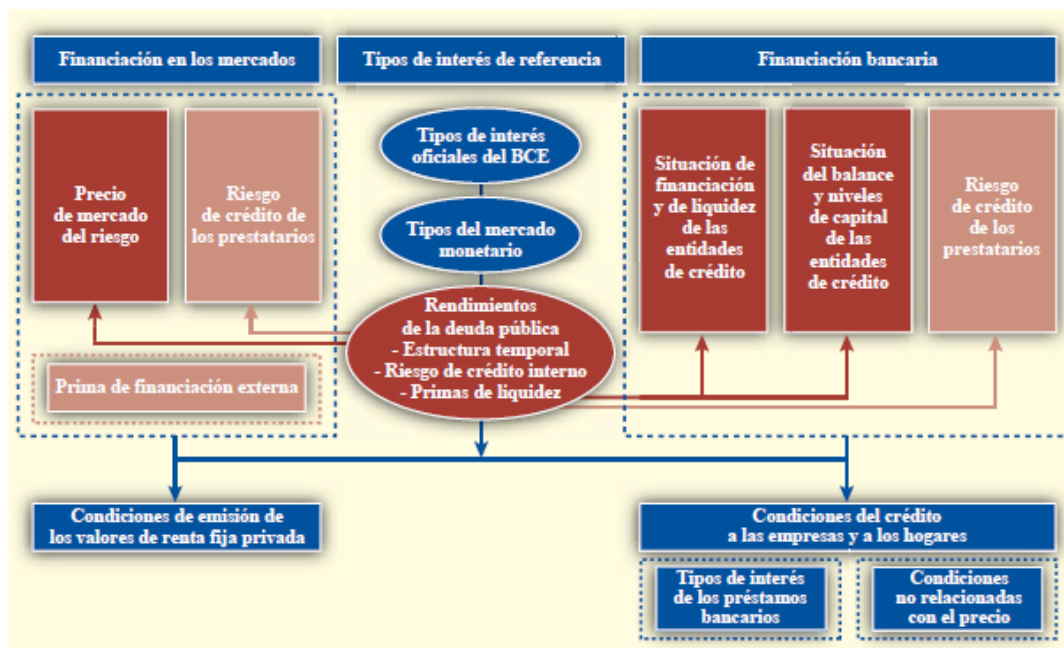 Financiación en los mercados
Tipos de interés de referencia
Financiación bancaria
Precio
de mercado
del riesgo
Riesgo
de crédito de
los prestatarios
Prima de financiación externa
Tipos de interés
oficiales del BCE
Tipos del mercado
monetario
Rendimientos
de la deuda pública
- Estructura temporal
- Riesgo de crédito interno
- Primas de liquidez
Situación de
financiación
y de liquidez
de las
entidades
de crédito
Situación
del balance
y niveles
de capital
de las
entidades
de crédito
Riesgo
de crédito
de los
prestatarios
Condiciones de emisión de
los valores de renta fija privada
Condiciones del crédito
a las empresas y a los hogares
Tipos de interés
de los préstamos
bancarios
Condiciones
no relacionadas
con el precio